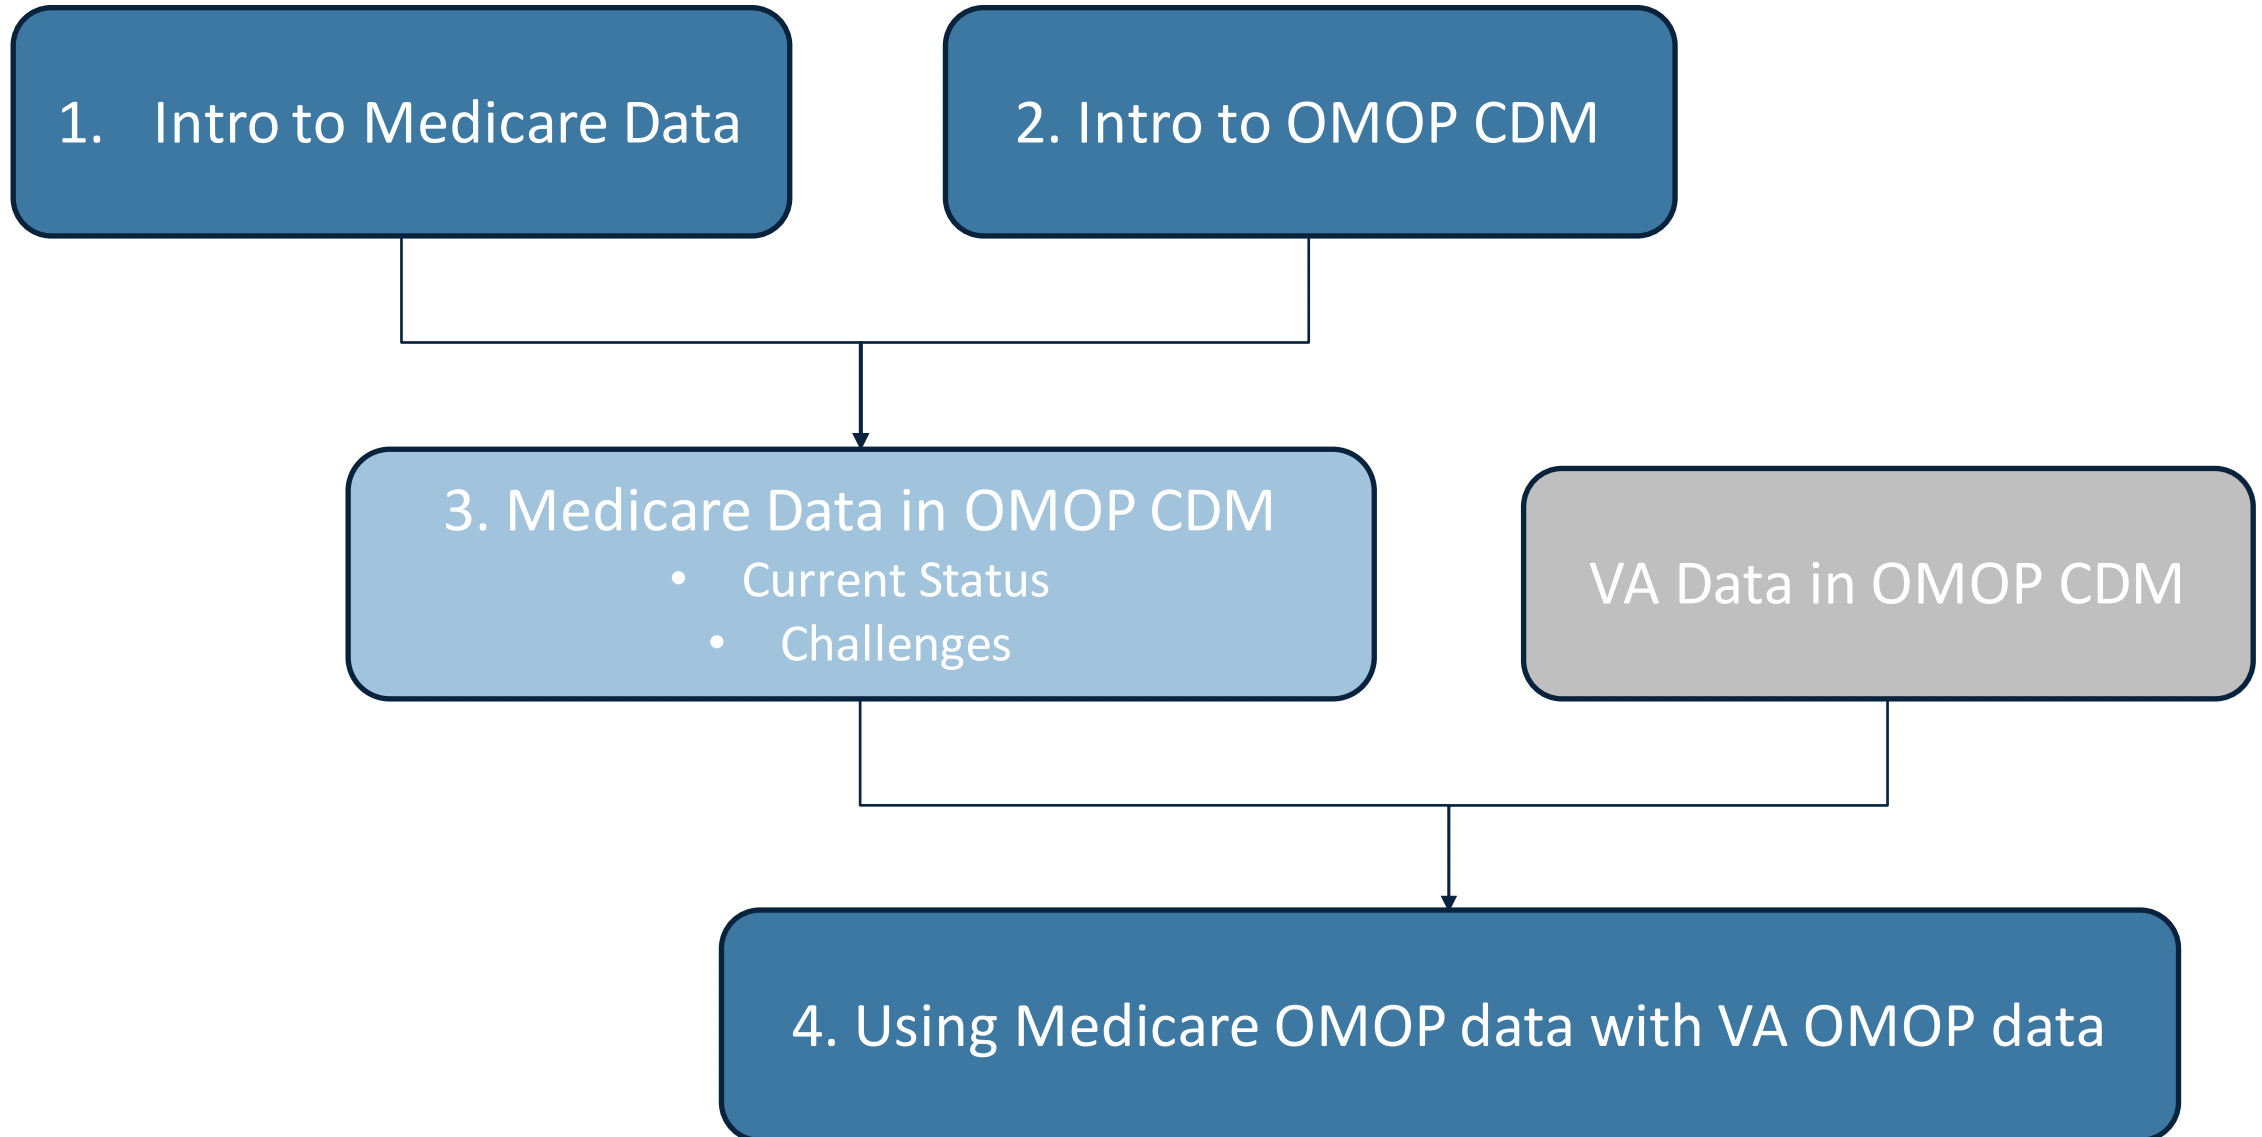 1. Intro to Medicare Data
2. Intro to OMOP CDM
3. Medicare Data in OMOP CDM
• Current Status
• Challenges
VA Data in OMOP CDM
4. Using Medicare OMOP data with VA OMOP data